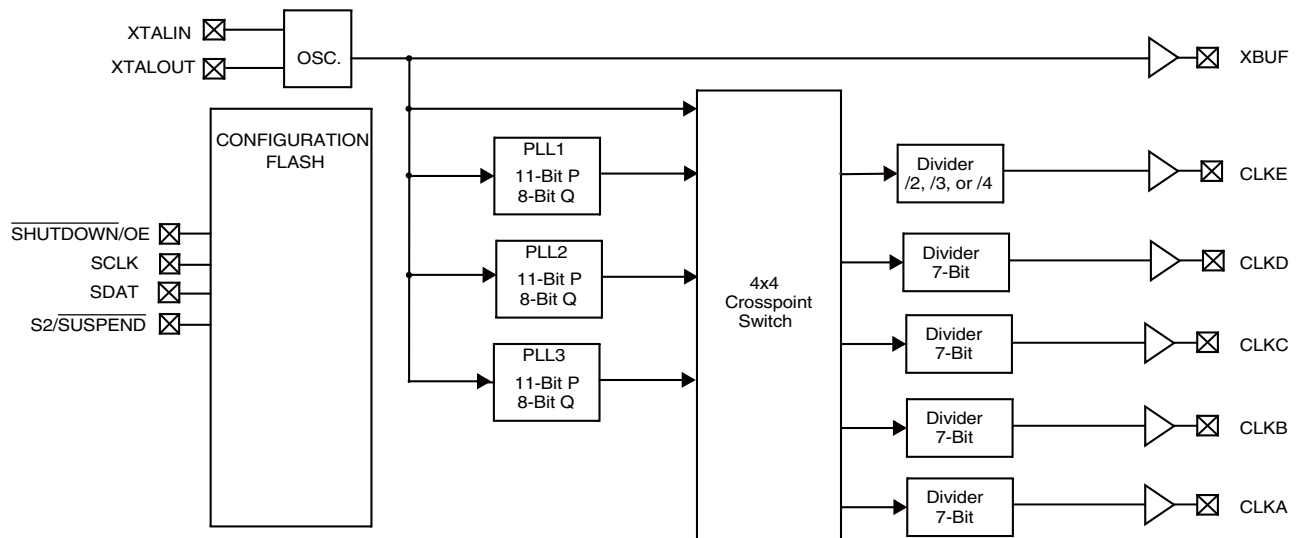 XTALIN
XTALOUT
OSC.
XBUF
CONFIGURATION
FLASH
SHUTDOWN/OE
SCLK
SDAT
S2/SUSPEND
PLL1
11-Bit P
8-Bit Q
PLL2
11-Bit P
8-Bit Q
PLL3
11-Bit P
8-Bit Q
4x4
Crosspoint
Switch
Divider
/2, /3, or /4
CLKE
Divider
7-Bit
CLKD
Divider
7-Bit
CLKC
Divider
7-Bit
CLKB
Divider
7-Bit
CLKA